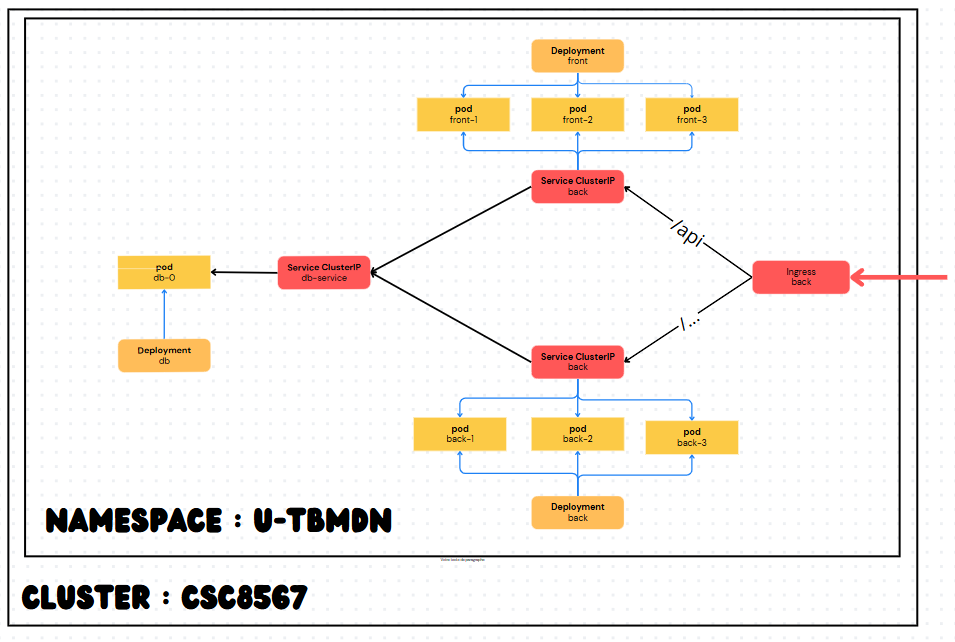 Deployment
front
pod
front-1
pod
front-2
pod
front-3
Service ClusterIP
back
/api
pod
db-0
Service ClusterIP
db-service
Ingress
back
/...
Deployment
db
Service ClusterIP
back
pod
back-1
pod
back-2
pod
back-3
Deployment
back
NAMESPACE : U-TBMDN
CLUSTER : CSC8567